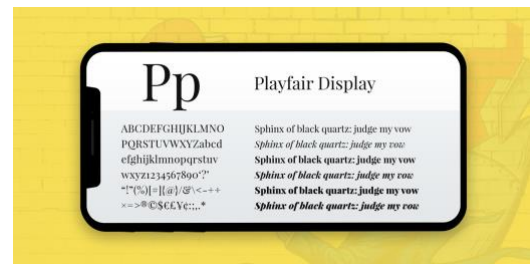 Pp
Playfair Display
ABCDEFGHIJKLMNO
PQRSTUVWXYZabcd
efghijklmnopqrstuv
wxyz1234567890‘?’
“!”(%)[=]{@}/&\<-++
×=>®©$€£¥¢:;,.*
Sphinx of black quartz: judge my vow
Sphinx of black quartz: judge my vow
Sphinx of black quartz: judge my vow
Sphinx of black quartz: judge my vow
Sphinx of black quartz: judge my vow
Sphinx of black quartz: judge my vow